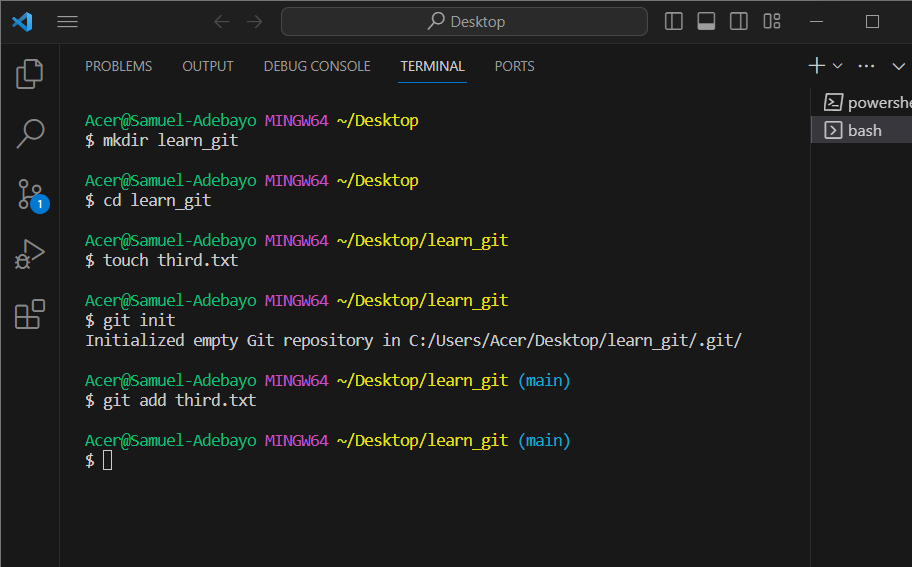 Desktop
PROBLEMS OUTPUT DEBUG CONSOLE TERMINAL PORTS
Acer@Samuel-Adebayo MINGW64 ~/Desktop
$ mkdir learn_git
Acer@Samuel-Adebayo MINGW64 ~/Desktop
$ cd learn_git
Acer@Samuel-Adebayo MINGW64 ~/Desktop/learn_git
$ touch third.txt
Acer@Samuel-Adebayo MINGW64 ~/Desktop/learn_git
$ git init
Initialized empty Git repository in C:/Users/Acer/Desktop/learn_git/.git/
Acer@Samuel-Adebayo MINGW64 ~/Desktop/learn_git (main)
$ git add third.txt
Acer@Samuel-Adebayo MINGW64 ~/Desktop/learn_git (main)
$
powershe
bash
1